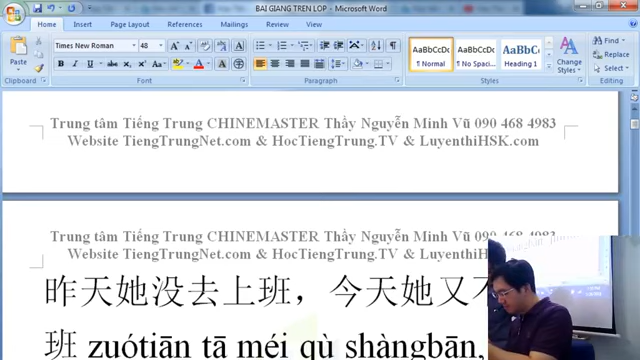 BAI GIANG TREN LOP - Microsoft Word
Home Insert Page Layout References Mailings Review View
Paste Times New Roman 48 AaBbCcDc AaBbCcDc AaBbCc Find
Replace
¶ Normal ¶ No Spaci... Heading 1 Change Styles Select
Clipboard Font Paragraph Styles Editing
Trung tâm Tiếng Trung CHINEMASTER Thầy Nguyễn Minh Vũ 090 468 4983
Website TiengTrungNet.com & HocTiengTrung.TV & LuyenthiHSK.com
Trung tâm Tiếng Trung CHINEMASTER Thầy Nguyễn Minh Vũ 090 468 4983
Website TiengTrungNet.com & HocTiengTrung.TV & LuyenthiHSK.com
昨天她没去上班，今天她又不
班 zuótiān tā méi qù shàngbān,